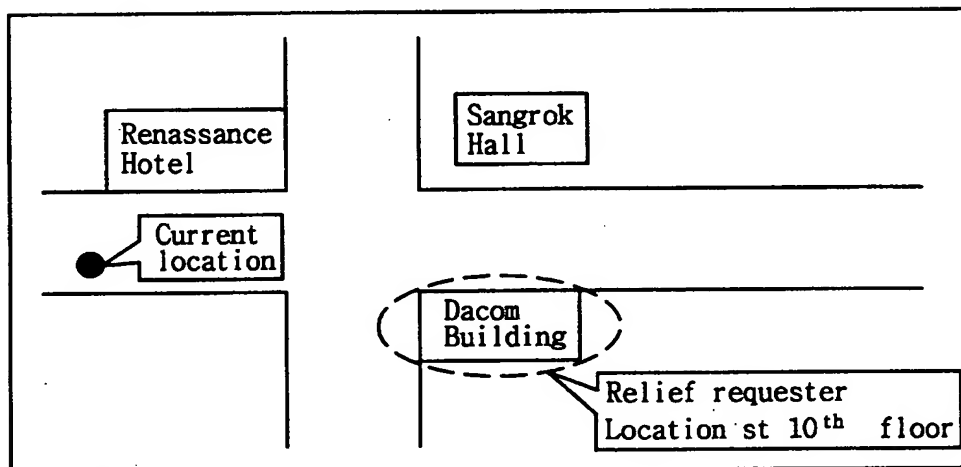 Renassance
Hotel
Sangrok
Hall
Current
location
Dacom
Building
Relief requester
Location st 10th floor